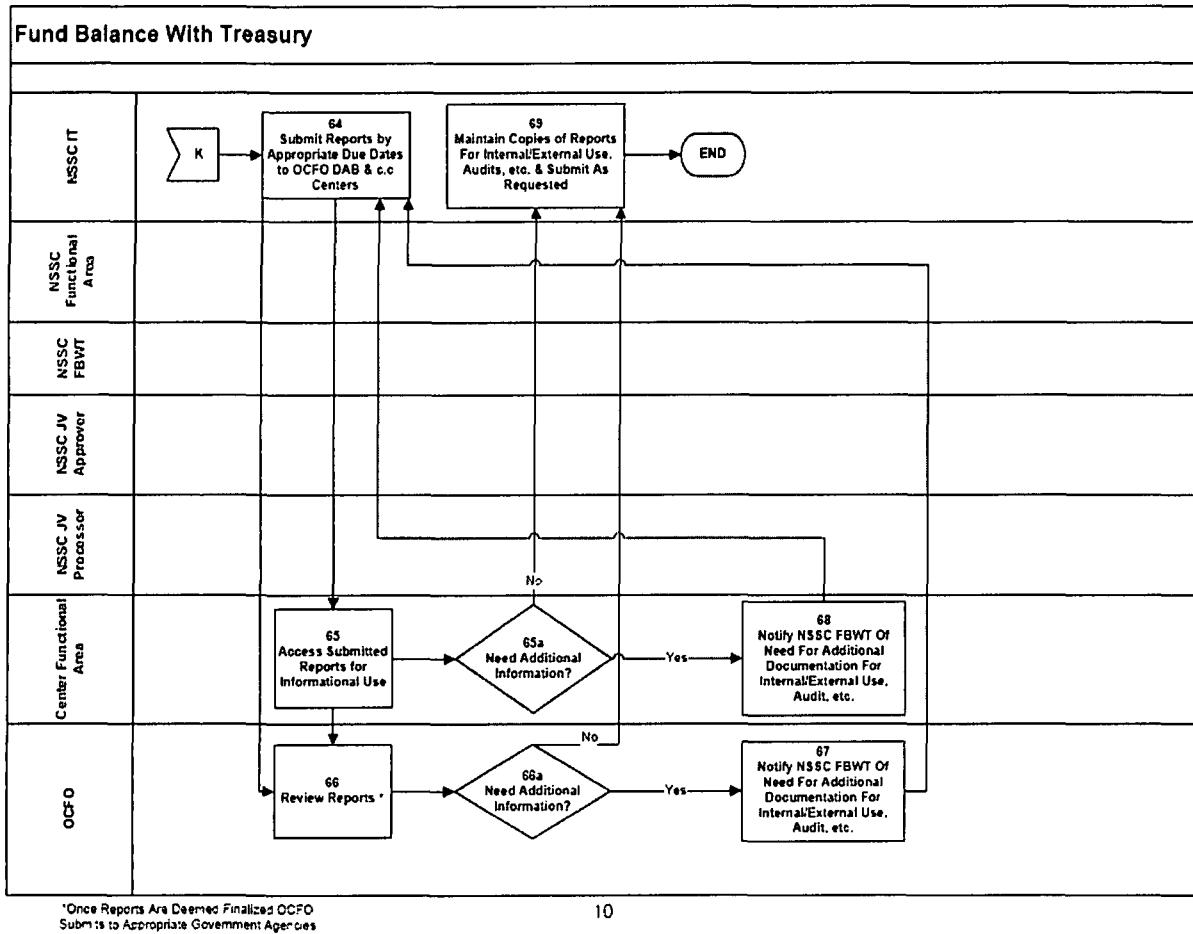 Fund Balance With Treasury
NSSC IT
K
64
Submit Reports by
Appropriate Due Dates
to OCFO DAB & c.c
Centers
69
Maintain Copies of Reports
For Internal/External Use,
Audits, etc. & Submit As
Requested
END
NSSC
Functional
Area
NSSC
FBWT
NSSC JV
Approver
NSSC JV
Processor
No
Center Functional
Area
65
Access Submitted
Reports for
Informational Use
65a
Need Additional
Information?
Yes
68
Notify NSSC FBWT Of
Need For Additional
Documentation For
Internal/External Use,
Audit, etc.
OCFO
No
66
Review Reports *
66a
Need Additional
Information?
Yes
67
Notify NSSC FBWT Of
Need For Additional
Documentation For
Internal/External Use,
Audit, etc.
*Once Reports Are Deemed Finalized OCFO
Submits to Appropriate Government Agencies
10